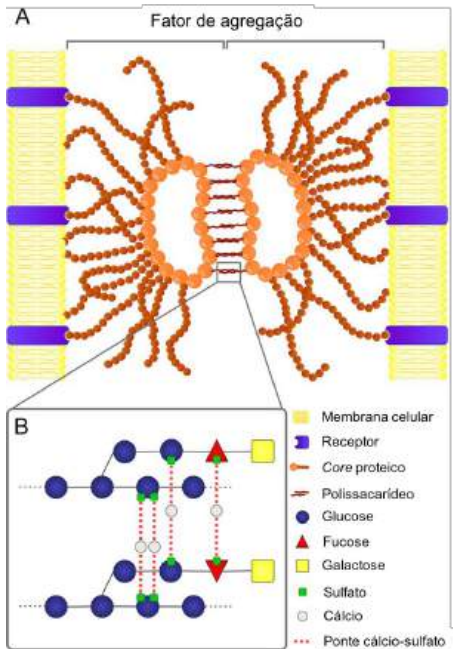 A
Fator de agregação
B
Membrana celular
Receptor
Core proteico
Polissacarídeo
Glucose
Fucose
Galactose
Sulfato
Cálcio
Ponte cálcio-sulfato